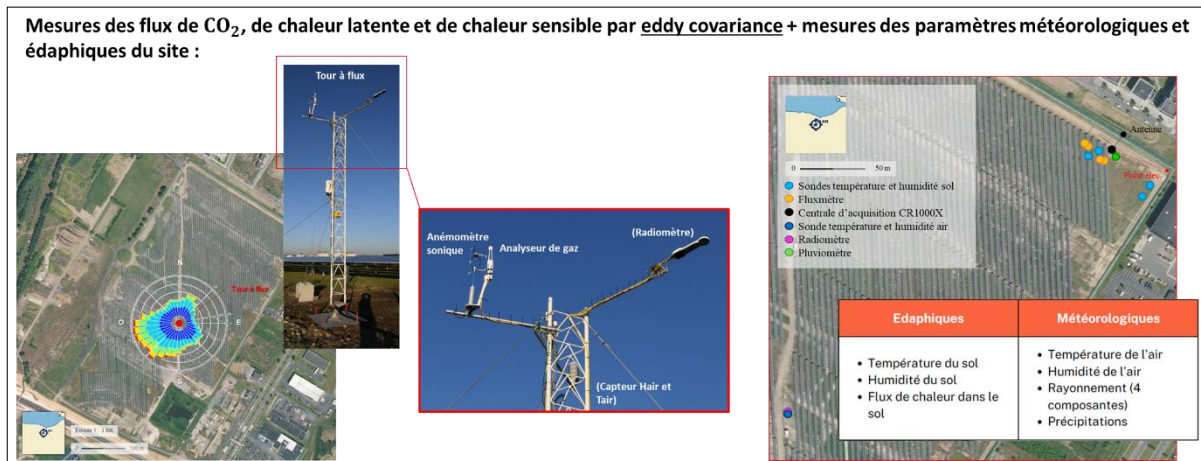 Mesures des flux de CO₂, de chaleur latente et de chaleur sensible par eddy covariance + mesures des paramètres météorologiques et
édaphiques du site :
Tour à flux
N
Tour à flux
O
E
100 m
Anémomètre
sonique
Analyseur de gaz
(Radiomètre)
(Capteur Hair et
Tair)
Antenne
Point élec.
0 50 m
Sondes température et humidité sol
Fluxmètre
Centrale d'acquisition CR1000X
Sonde température et humidité air
Radiomètre
Pluviomètre
Edaphiques
Météorologiques
• Température du sol
• Humidité du sol
• Flux de chaleur dans le
sol
• Température de l'air
• Humidité de l'air
• Rayonnement (4
composantes)
• Précipitations